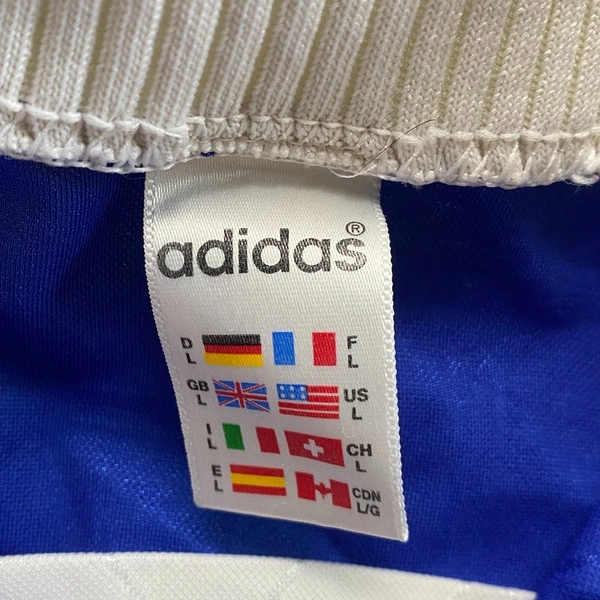 adidas®
D L F L
GB L US L
I L CH L
E L CDN L/G